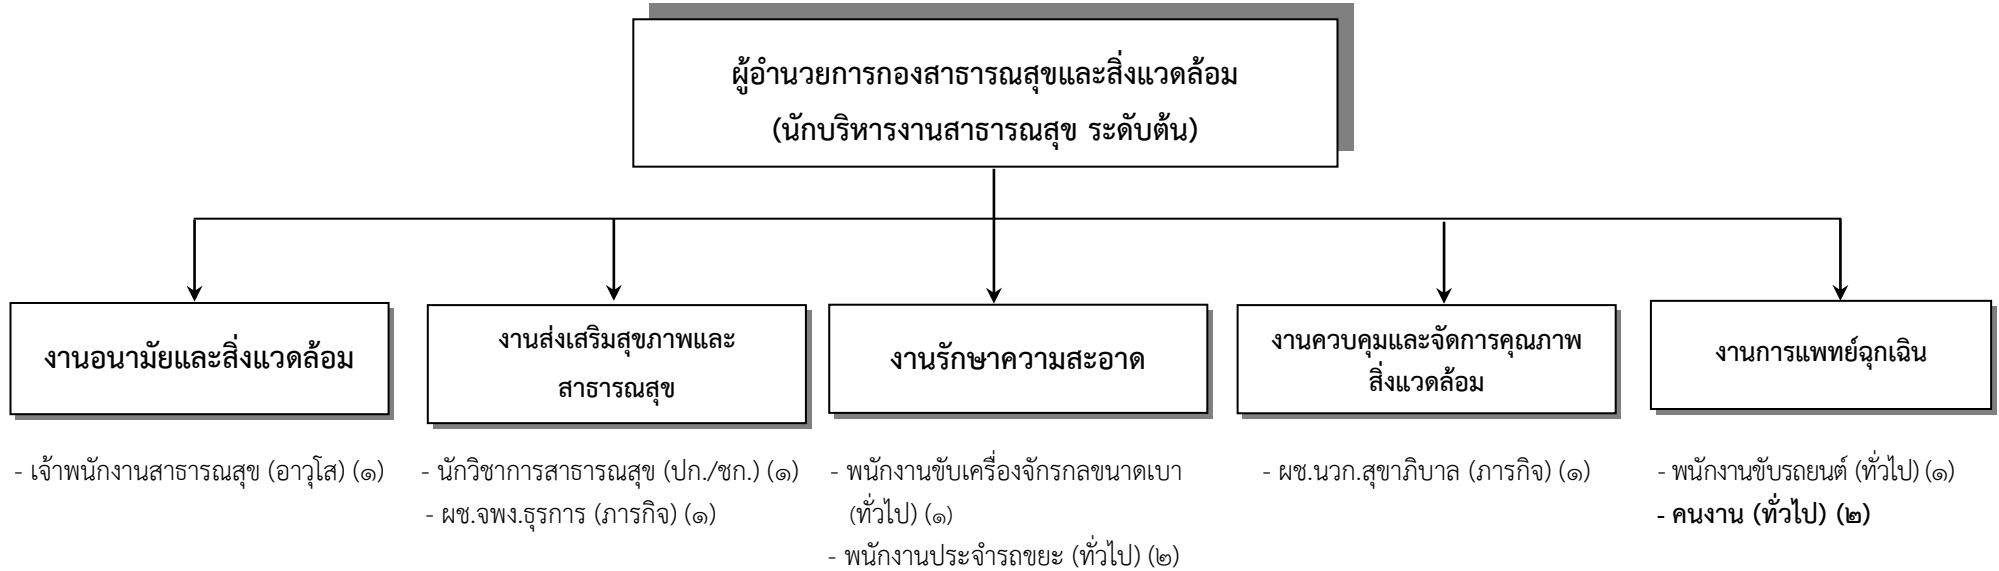 ผู้อำนวยการกองสาธารณสุขและสิ่งแวดล้อม
(นักบริหารงานสาธารณสุข ระดับต้น)
งานอนามัยและสิ่งแวดล้อม
- เจ้าพนักงานสาธารณสุข (อาวุโส) (๑)
งานส่งเสริมสุขภาพและ
สาธารณสุข
- นักวิชาการสาธารณสุข (ปก./ชก.) (๑)
- ผช.จพง.ธุรการ (ภารกิจ) (๑)
งานรักษาความสะอาด
- พนักงานขับเครื่องจักรกลขนาดเบา
(ทั่วไป) (๑)
- พนักงานประจำรถขยะ (ทั่วไป) (๒)
งานควบคุมและจัดการคุณภาพ
สิ่งแวดล้อม
- ผช.นวก.สุขาภิบาล (ภารกิจ) (๑)
งานการแพทย์ฉุกเฉิน
- พนักงานขับรถยนต์ (ทั่วไป) (๑)
- คนงาน (ทั่วไป) (๒)